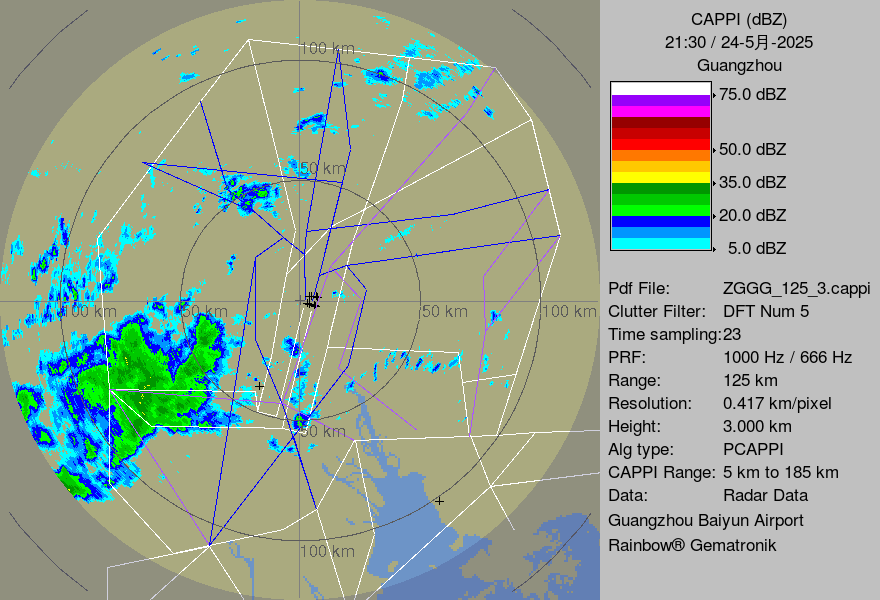 CAPPI (dBZ)
21:30 / 24-5月-2025
Guangzhou
75.0 dBZ
50.0 dBZ
35.0 dBZ
20.0 dBZ
5.0 dBZ
Pdf File: ZGGG_125_3.cappi
Clutter Filter: DFT Num 5
Time sampling:23
PRF: 1000 Hz / 666 Hz
Range: 125 km
Resolution: 0.417 km/pixel
Height: 3.000 km
Alg type: PCAPPI
CAPPI Range: 5 km to 185 km
Data: Radar Data
Guangzhou Baiyun Airport
Rainbow® Gematronik
100 km
50 km
100 km
50 km
50 km
100 km
50 km
100 km